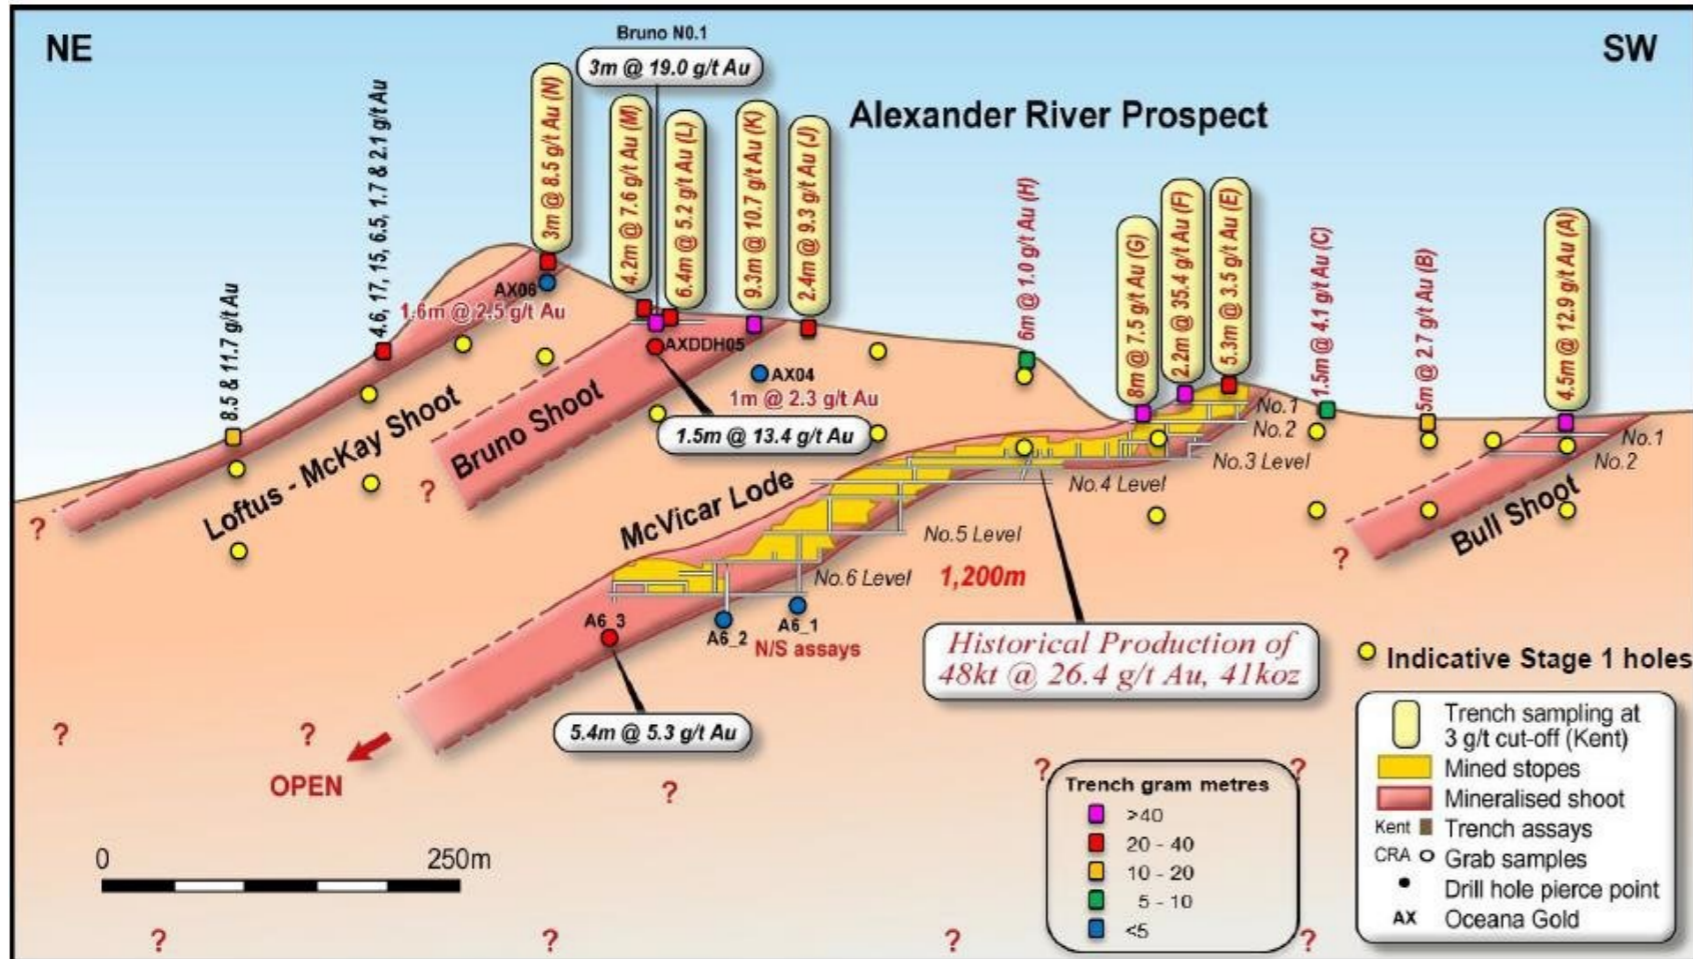 NE
SW
Bruno N0.1
3m @ 19.0 g/t Au
Alexander River Prospect
8.5 & 11.7 g/t Au
4.6, 17, 15, 6.5, 1.7 & 2.1 g/t Au
3m @ 8.5 g/t Au (N)
4.2m @ 7.6 g/t Au (M)
6.4m @ 5.2 g/t Au (L)
9.3m @ 10.7 g/t Au (K)
2.4m @ 9.3 g/t Au (J)
6m @ 1.0 g/t Au (H)
8m @ 7.5 g/t Au (G)
2.2m @ 35.4 g/t Au (F)
5.3m @ 3.5 g/t Au (E)
1.5m @ 4.1 g/t Au (C)
5m @ 2.7 g/t Au (B)
4.5m @ 12.9 g/t Au (A)
AX06
1.6m @ 2.5 g/t Au
AXDDH05
AX04
1m @ 2.3 g/t Au
1.5m @ 13.4 g/t Au
Loftus - McKay Shoot
Bruno Shoot
McVicar Lode
Bull Shoot
No.1
No.2
No.3 Level
No.4 Level
No.5 Level
No.6 Level
No.1
No.2
1,200m
?
?
?
A6_3
A6_2
A6_1
N/S assays
5.4m @ 5.3 g/t Au
Historical Production of
48kt @ 26.4 g/t Au, 41koz
?
?
?
?
?
OPEN
0
250m
?
?
?
?
Trench gram metres
>40
20 - 40
10 - 20
5 - 10
<5
Indicative Stage 1 holes
Trench sampling at
3 g/t cut-off (Kent)
Mined stopes
Mineralised shoot
Kent Trench assays
CRA Grab samples
Drill hole pierce point
AX Oceana Gold